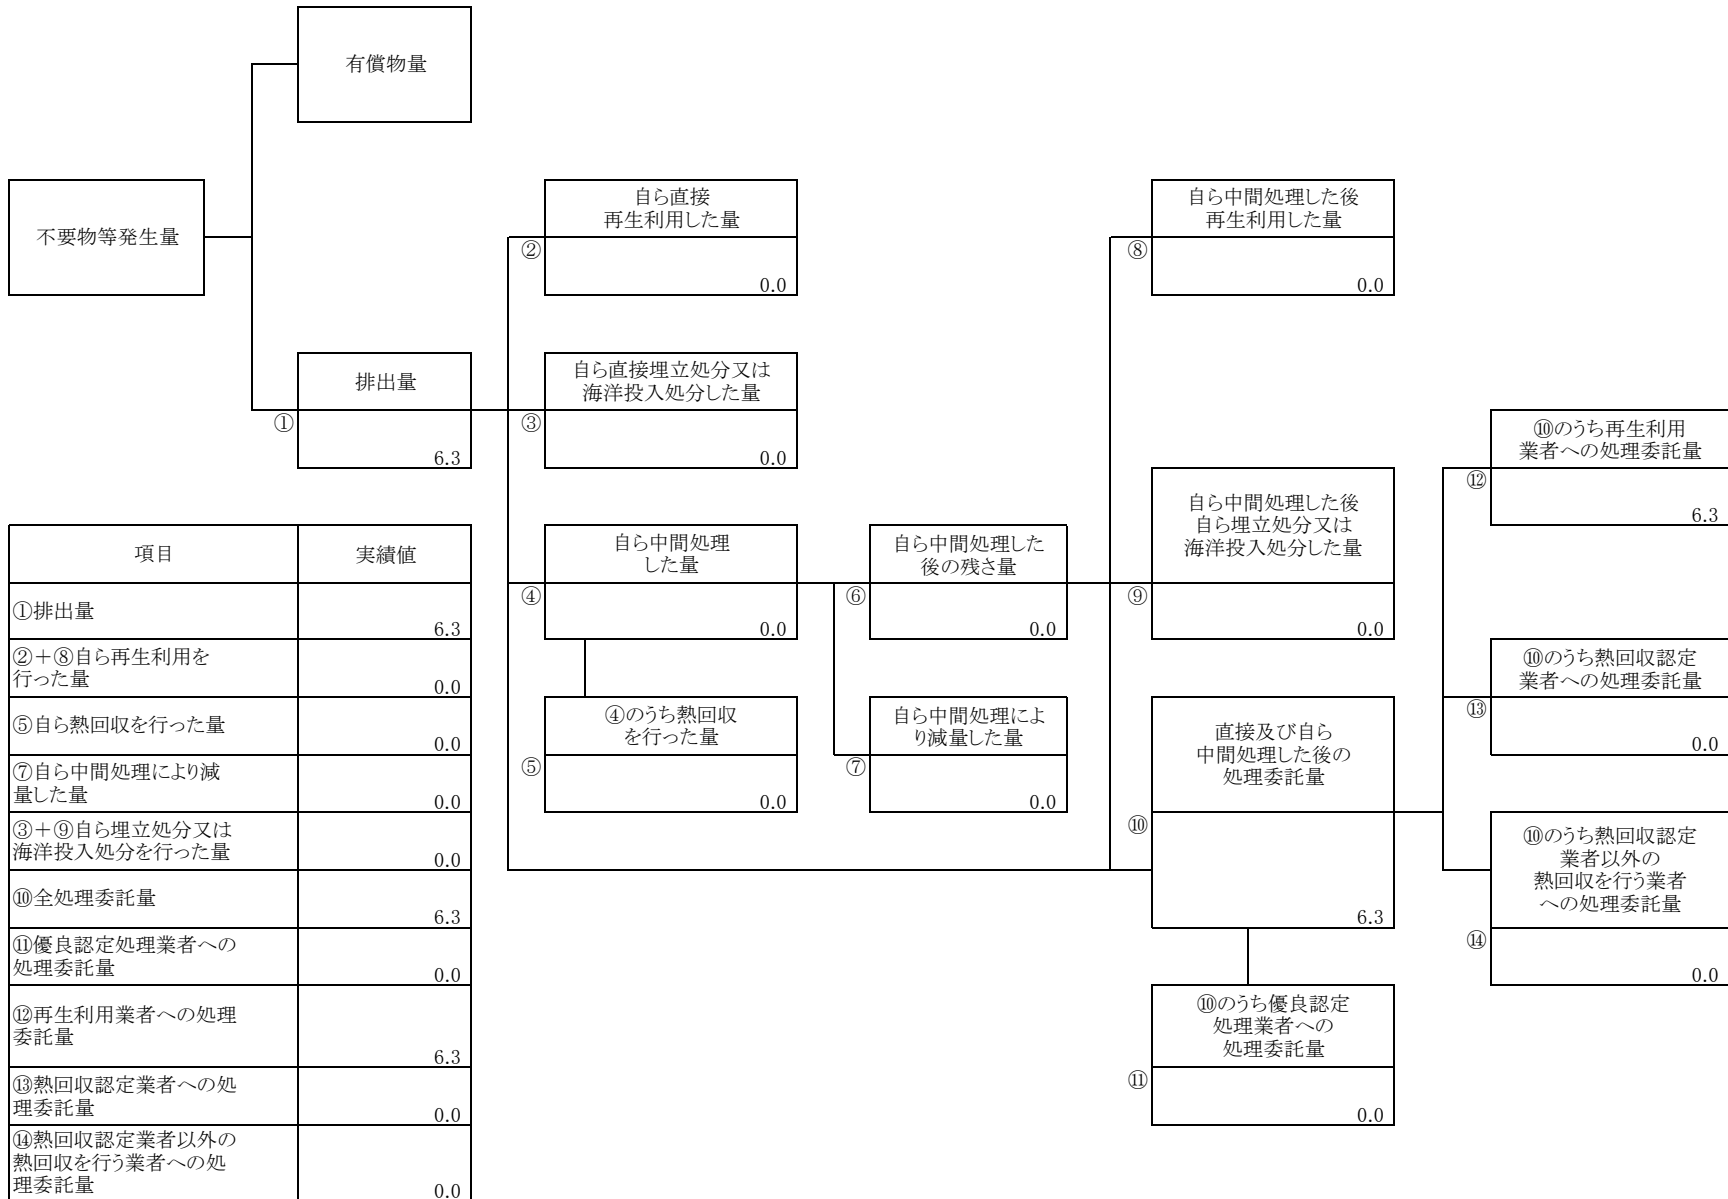 有償物量
不要物等発生量
自ら直接
再生利用した量
②
0.0
自ら中間処理した後
再生利用した量
⑧
0.0
排出量
①
6.3
自ら直接埋立処分又は
海洋投入処分した量
③
0.0
⑩のうち再生利用
業者への処理委託量
⑫
6.3
自ら中間処理
した量
④
0.0
自ら中間処理した
後の残さ量
⑥
0.0
自ら中間処理した後
自ら埋立処分又は
海洋投入処分した量
⑨
0.0
⑩のうち熱回収認定
業者への処理委託量
⑬
0.0
④のうち熱回収
を行った量
⑤
0.0
自ら中間処理によ
り減量した量
⑦
0.0
直接及び自ら
中間処理した後の
処理委託量
⑩
6.3
⑩のうち熱回収認定
業者以外の
熱回収を行う業者
への処理委託量
⑭
0.0
⑩のうち優良認定
処理業者への
処理委託量
⑪
0.0
項目 実績値
①排出量
6.3
②＋⑧自ら再生利用を
行った量
0.0
⑤自ら熱回収を行った量
0.0
⑦自ら中間処理により減
量した量
0.0
③＋⑨自ら埋立処分又は
海洋投入処分を行った量
0.0
⑩全処理委託量
6.3
⑪優良認定処理業者への
処理委託量
0.0
⑫再生利用業者への処理
委託量
6.3
⑬熱回収認定業者への処
理委託量
0.0
⑭熱回収認定業者以外の
熱回収を行う業者への処
理委託量
0.0